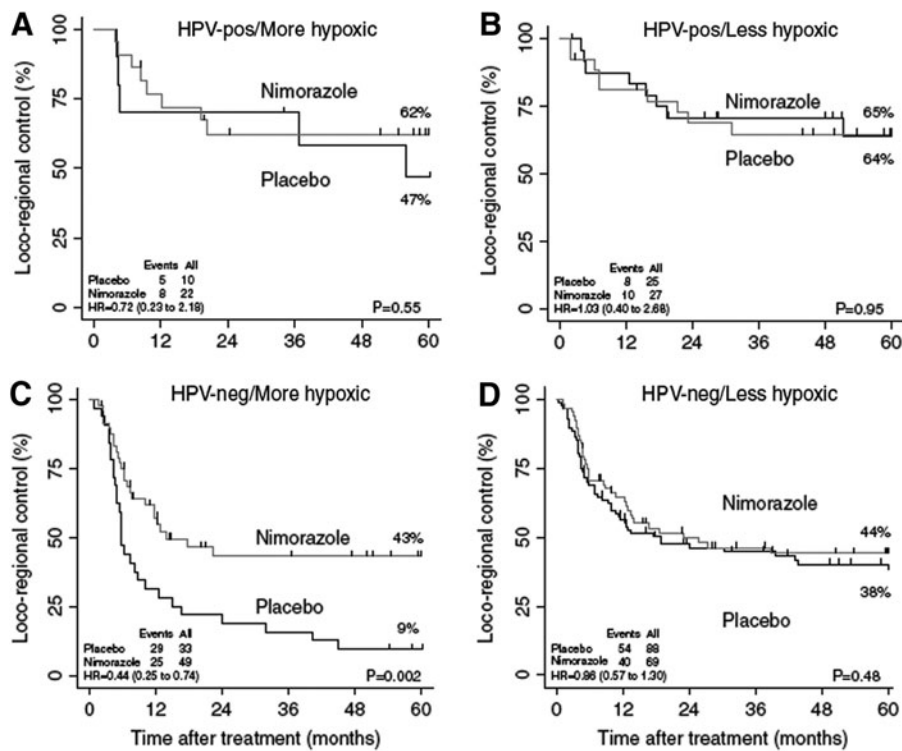 A
HPV-pos/More hypoxic
Loco-regional control (%)
100
75
50
25
0
Nimorazole
62%
Placebo
47%
Events All
Placebo 5 10
Nimorazole 8 22
HR=0.72 (0.23 to 2.18)
P=0.55
0 12 24 36 48 60
B
HPV-pos/Less hypoxic
Loco-regional control (%)
100
75
50
25
0
Nimorazole
65%
Placebo
64%
Events All
Placebo 8 25
Nimorazole 10 27
HR=1.03 (0.40 to 2.68)
P=0.95
0 12 24 36 48 60
C
HPV-neg/More hypoxic
Loco-regional control (%)
100
75
50
25
0
Nimorazole
43%
Placebo
9%
Events All
Placebo 29 33
Nimorazole 25 49
HR=0.44 (0.25 to 0.74)
P=0.002
0 12 24 36 48 60
Time after treatment (months)
D
HPV-neg/Less hypoxic
Loco-regional control (%)
100
75
50
25
0
Nimorazole
44%
38%
Placebo
Events All
Placebo 54 88
Nimorazole 40 69
HR=0.86 (0.57 to 1.30)
P=0.48
0 12 24 36 48 60
Time after treatment (months)